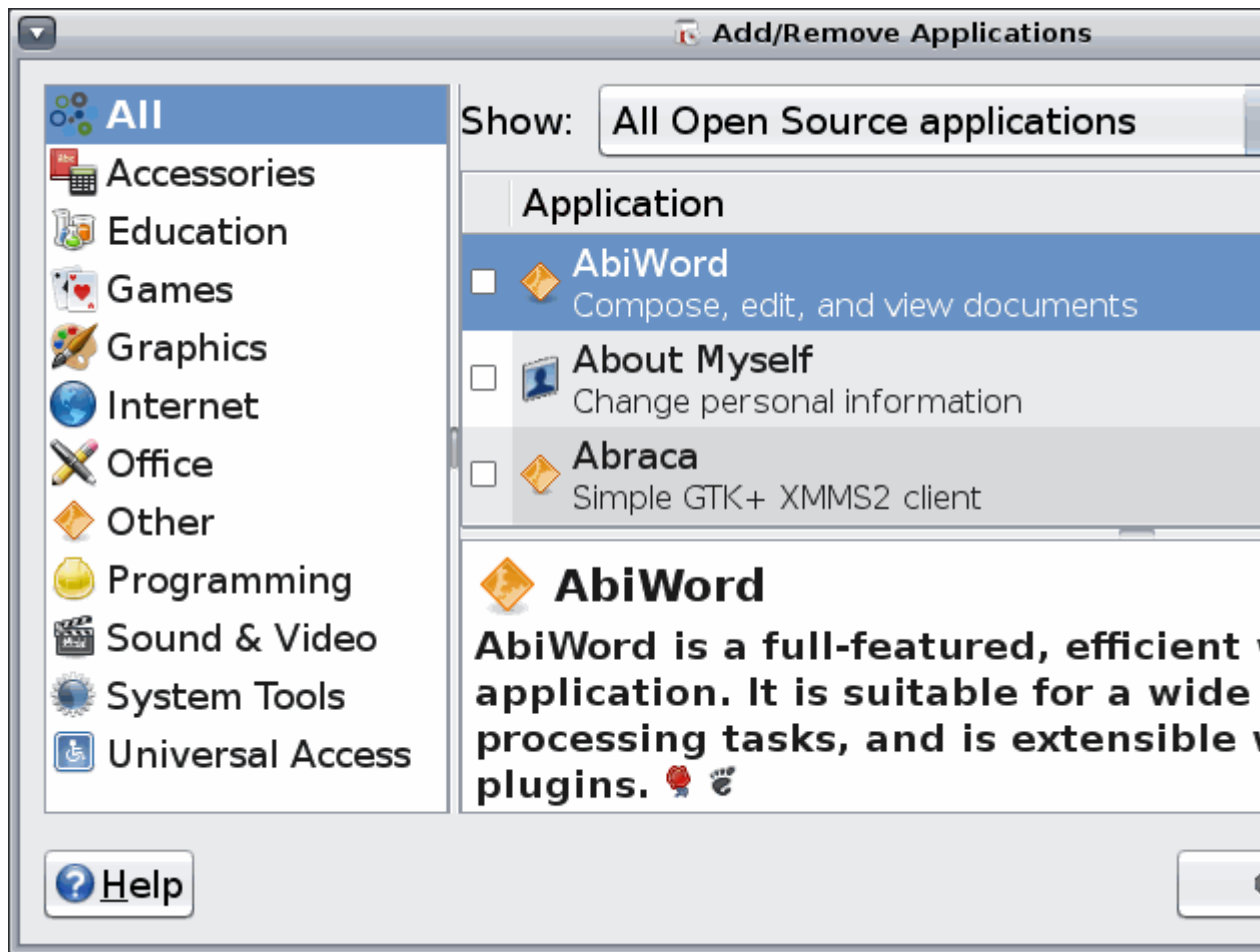 Add/Remove Applications
All
Accessories
Education
Games
Graphics
Internet
Office
Other
Programming
Sound & Video
System Tools
Universal Access
Show: All Open Source applications
Application
AbiWord
Compose, edit, and view documents
About Myself
Change personal information
Abraca
Simple GTK+ XMMS2 client
AbiWord
AbiWord is a full-featured, efficient
application. It is suitable for a wide
processing tasks, and is extensible
plugins.
Help